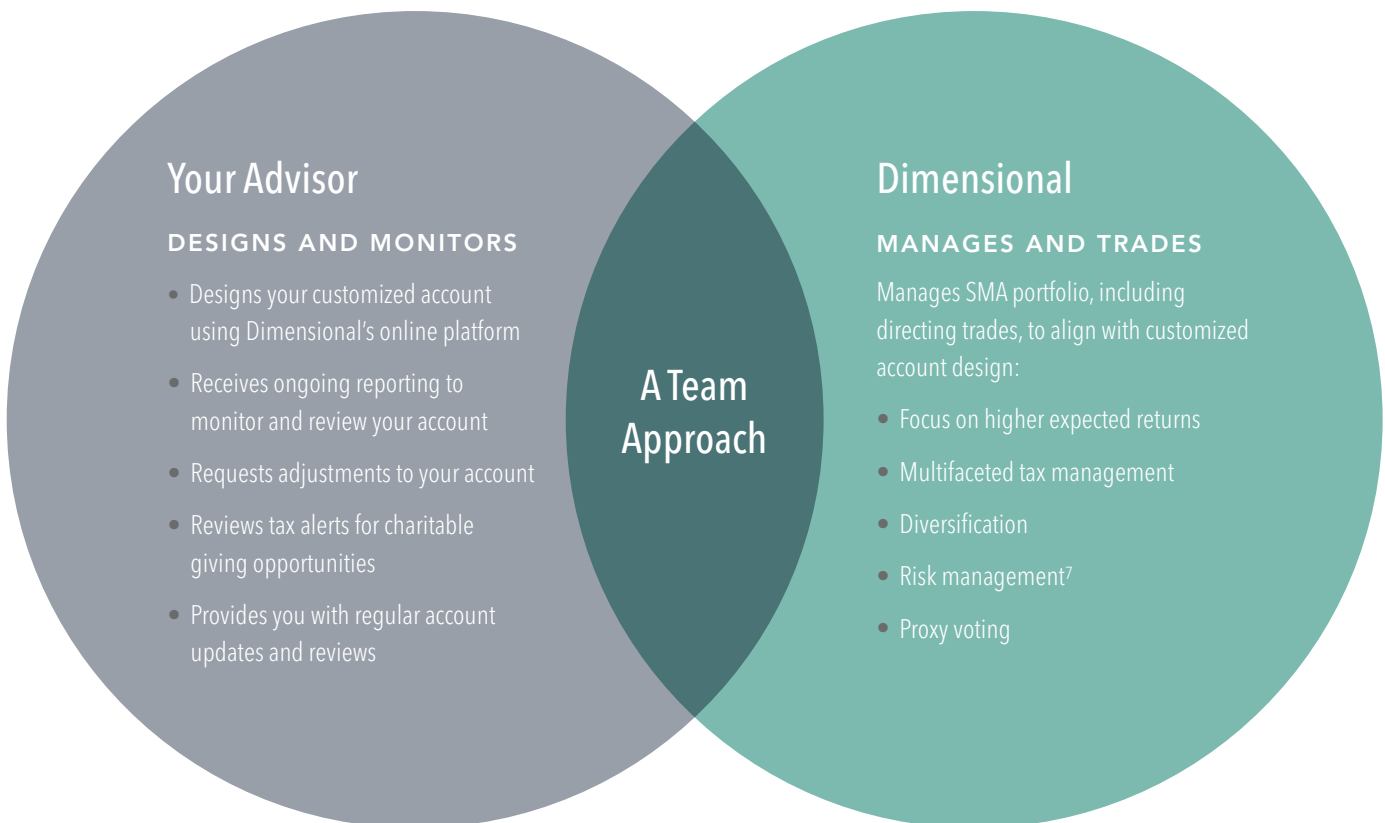 Your Advisor
DESIGNS AND MONITORS
• Designs your customized account
using Dimensional's online platform
• Receives ongoing reporting to
monitor and review your account
• Requests adjustments to your account
• Reviews tax alerts for charitable
giving opportunities
• Provides you with regular account
updates and reviews
A Team
Approach
Dimensional
MANAGES AND TRADES
Manages SMA portfolio, including
directing trades, to align with customized
account design:
• Focus on higher expected returns
• Multifaceted tax management
• Diversification
• Risk management⁷
• Proxy voting